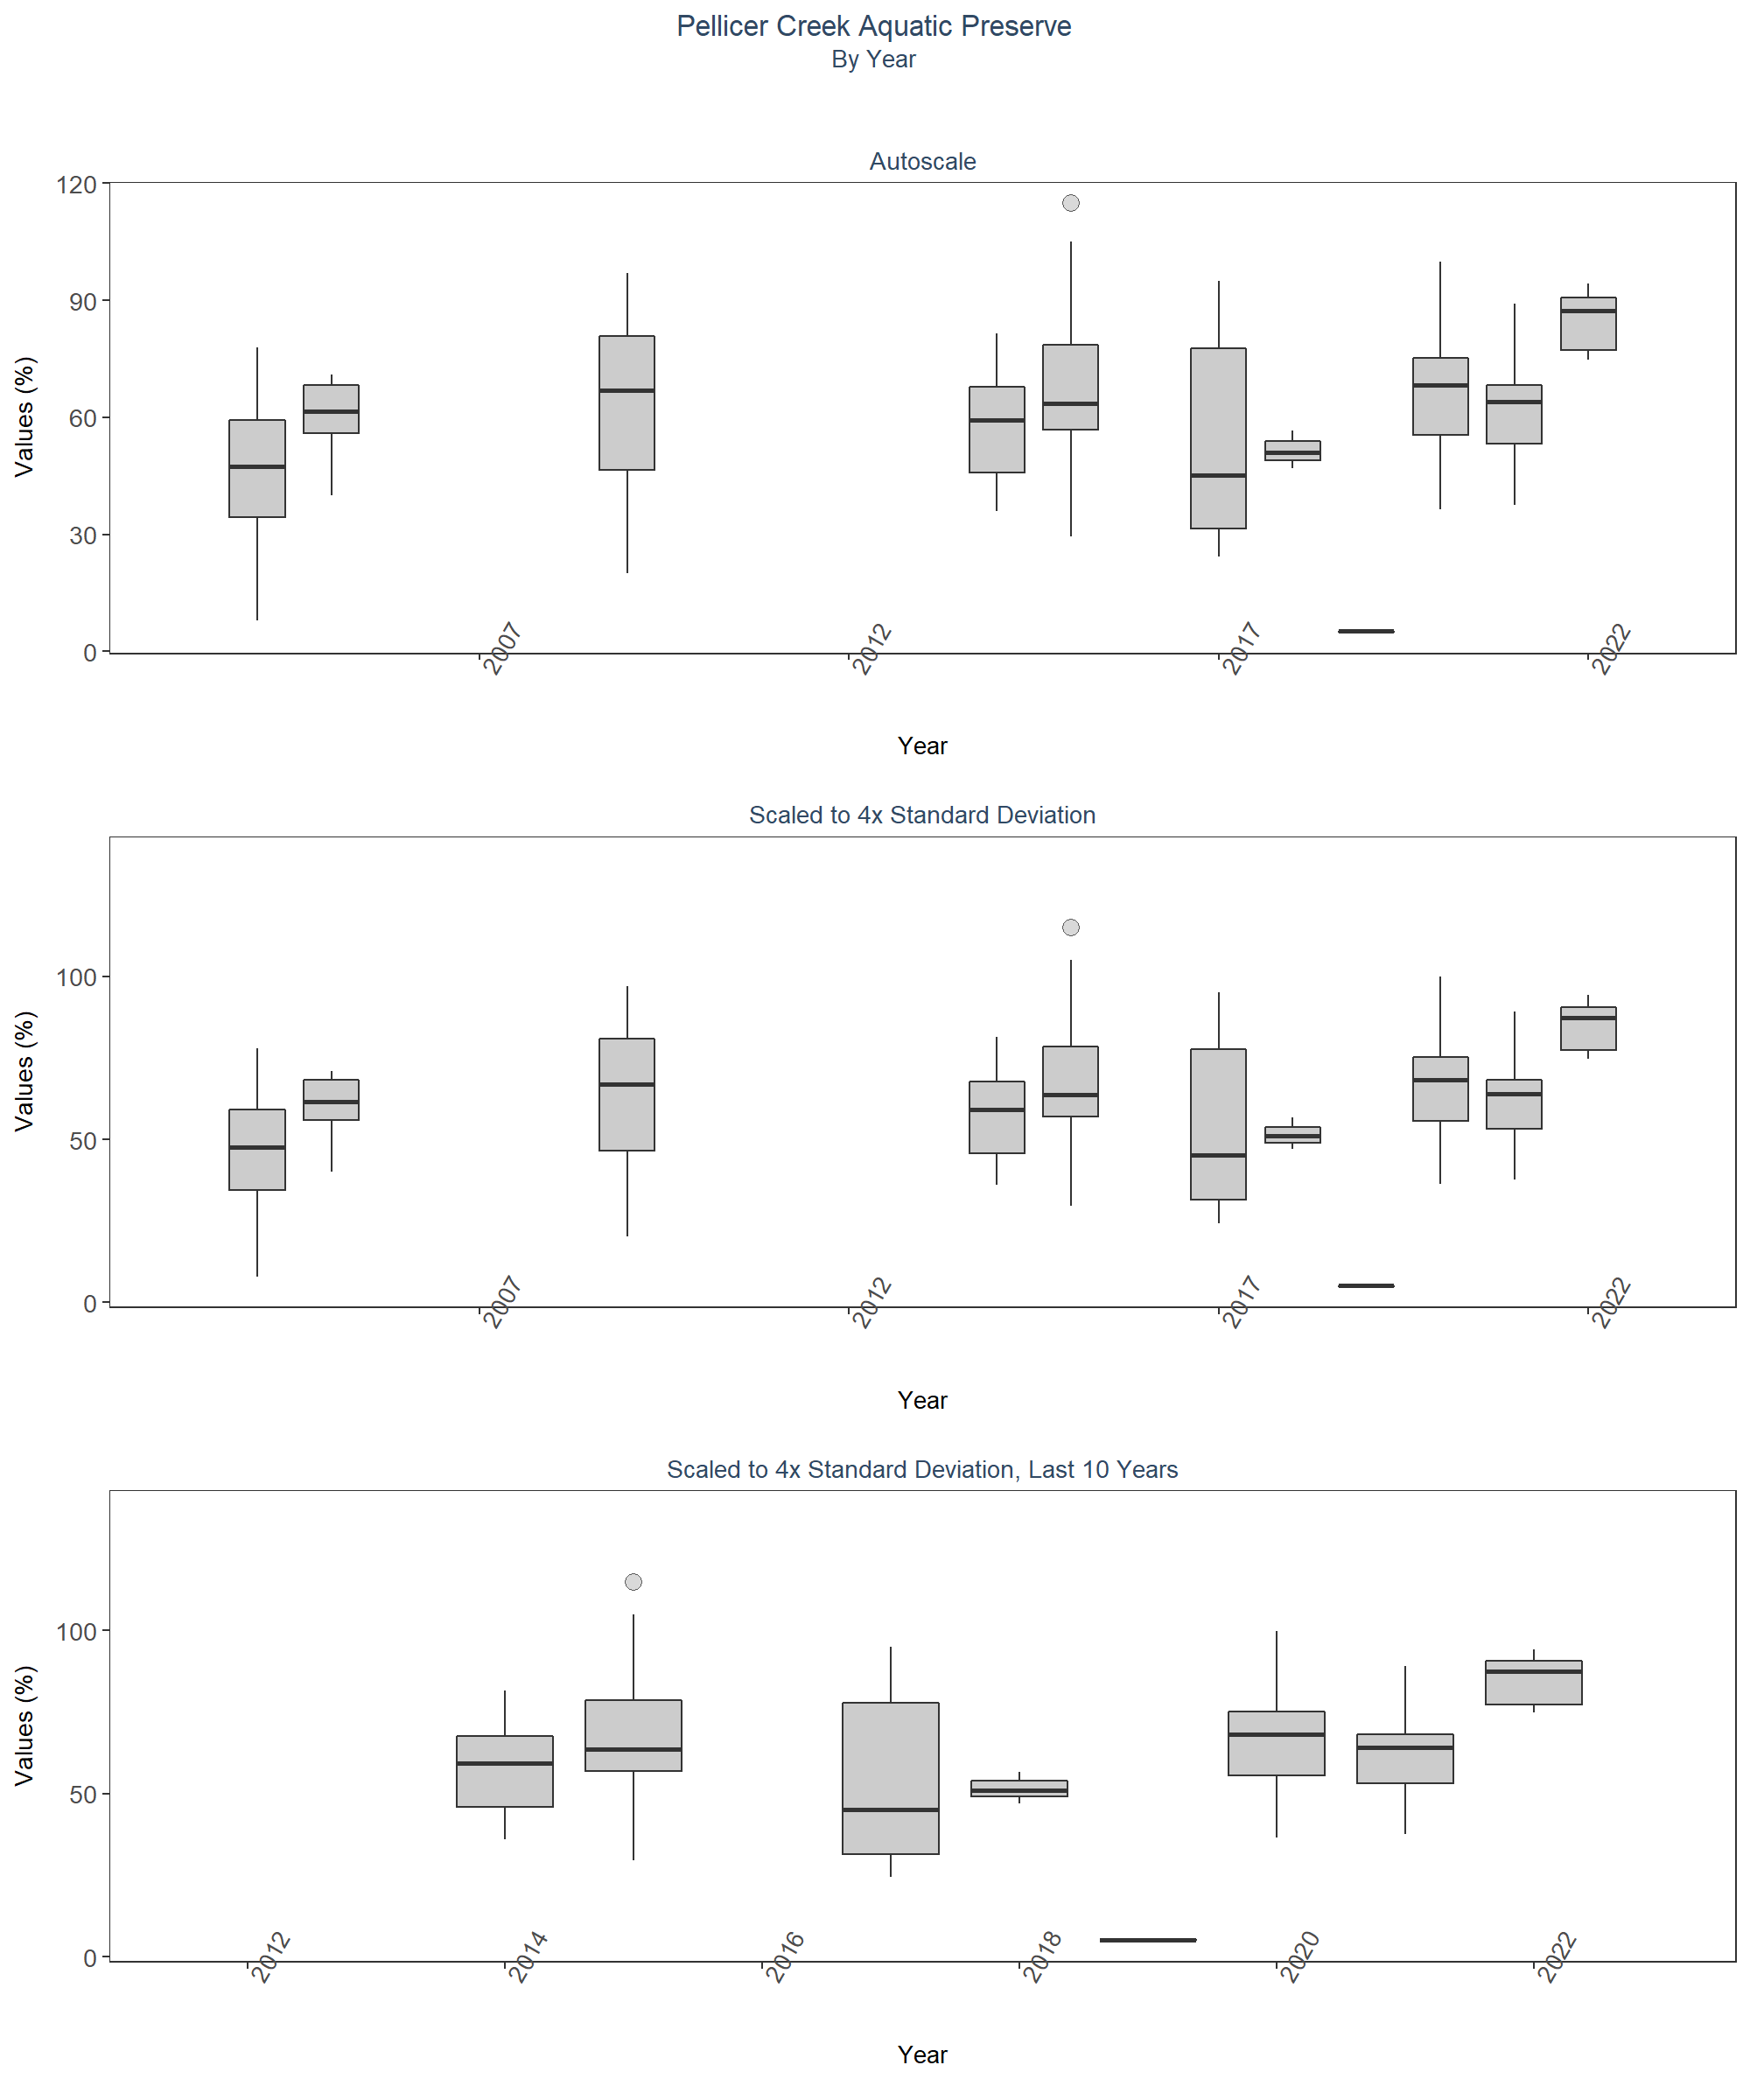 Pellicer Creek Aquatic Preserve
By Year
Autoscale
120
90
60
30
0
Values (%)
2007
2012
2017
2022
Year
Scaled to 4x Standard Deviation
100
50
0
Values (%)
2007
2012
2017
2022
Year
Scaled to 4x Standard Deviation, Last 10 Years
100
50
0
Values (%)
2012
2014
2016
2018
2020
2022
Year